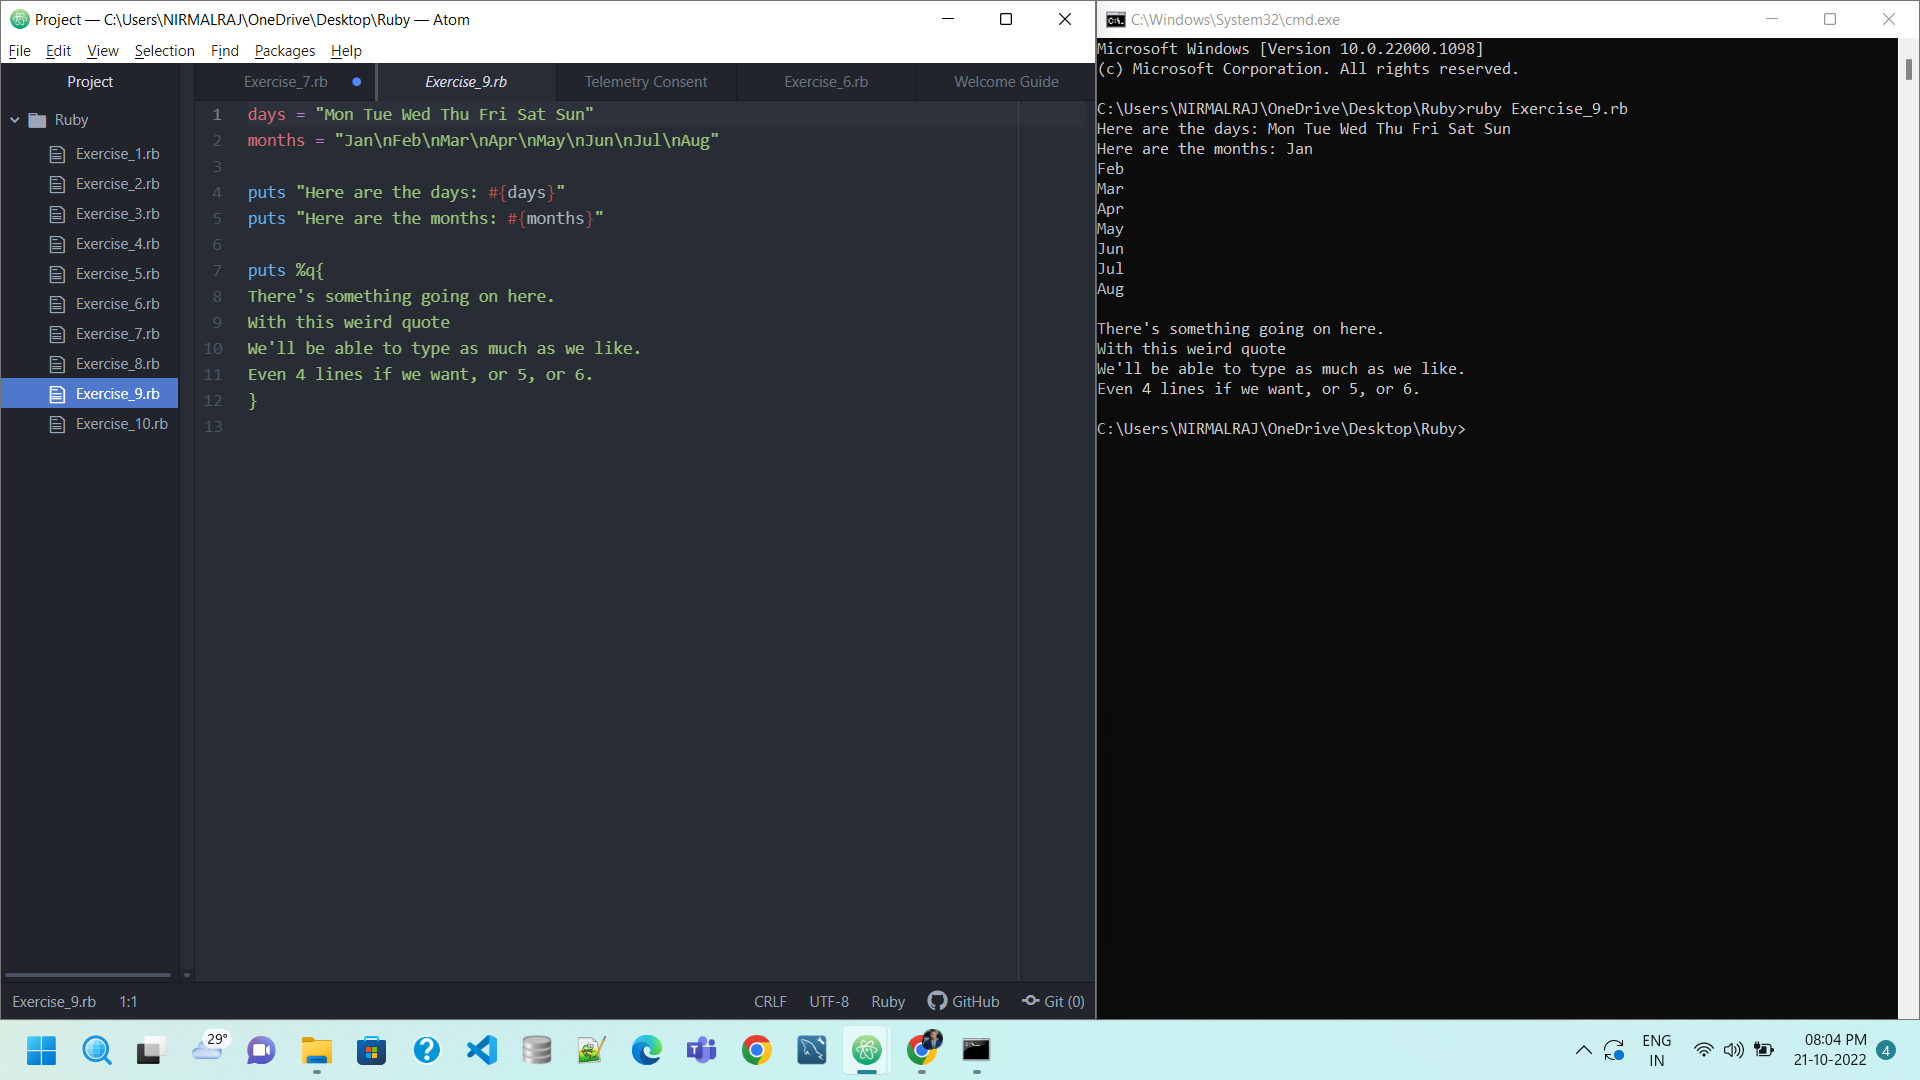 Project — C:\Users\NIRMALRAJ\OneDrive\Desktop\Ruby — Atom
File Edit View Selection Find Packages Help
Project
Ruby
Exercise_1.rb
Exercise_2.rb
Exercise_3.rb
Exercise_4.rb
Exercise_5.rb
Exercise_6.rb
Exercise_7.rb
Exercise_8.rb
Exercise_9.rb
Exercise_10.rb
Exercise_7.rb Exercise_9.rb Telemetry Consent Exercise_6.rb Welcome Guide
1 days = "Mon Tue Wed Thu Fri Sat Sun"
2 months = "Jan\nFeb\nMar\nApr\nMay\nJun\nJul\nAug"
3
4 puts "Here are the days: #{days}"
5 puts "Here are the months: #{months}"
6
7 puts %q{
8 There's something going on here.
9 With this weird quote
10 We'll be able to type as much as we like.
11 Even 4 lines if we want, or 5, or 6.
12 }
13
Exercise_9.rb 1:1 CRLF UTF-8 Ruby GitHub Git (0)
C:\Windows\System32\cmd.exe
Microsoft Windows [Version 10.0.22000.1098]
(c) Microsoft Corporation. All rights reserved.
C:\Users\NIRMALRAJ\OneDrive\Desktop\Ruby>ruby Exercise_9.rb
Here are the days: Mon Tue Wed Thu Fri Sat Sun
Here are the months: Jan
Feb
Mar
Apr
May
Jun
Jul
Aug
There's something going on here.
With this weird quote
We'll be able to type as much as we like.
Even 4 lines if we want, or 5, or 6.
C:\Users\NIRMALRAJ\OneDrive\Desktop\Ruby>
29°
ENG
IN
08:04 PM
21-10-2022
4